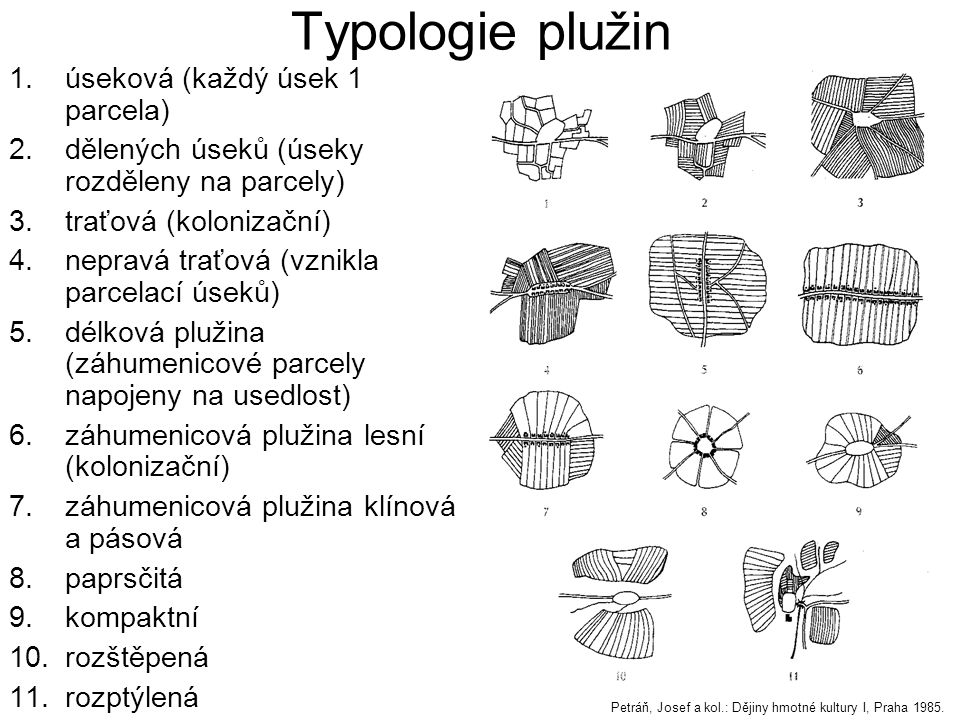 Typologie plužin
1. úseková (každý úsek 1
parcela)
2. dělených úseků (úseky
rozděleny na parcely)
3. traťová (kolonizační)
4. nepravá traťová (vznikla
parcelací úseků)
5. délková plužina
(záhumenicové parcely
napojeny na usedlost)
6. záhumenicová plužina lesní
(kolonizační)
7. záhumenicová plužina klínová
a pásová
8. paprsčitá
9. kompaktní
10. rozštěpená
11. rozptýlená
1 2 3
4 5 6
7 8 9
10 11
Petráň, Josef a kol.: Dějiny hmotné kultury I, Praha 1985.